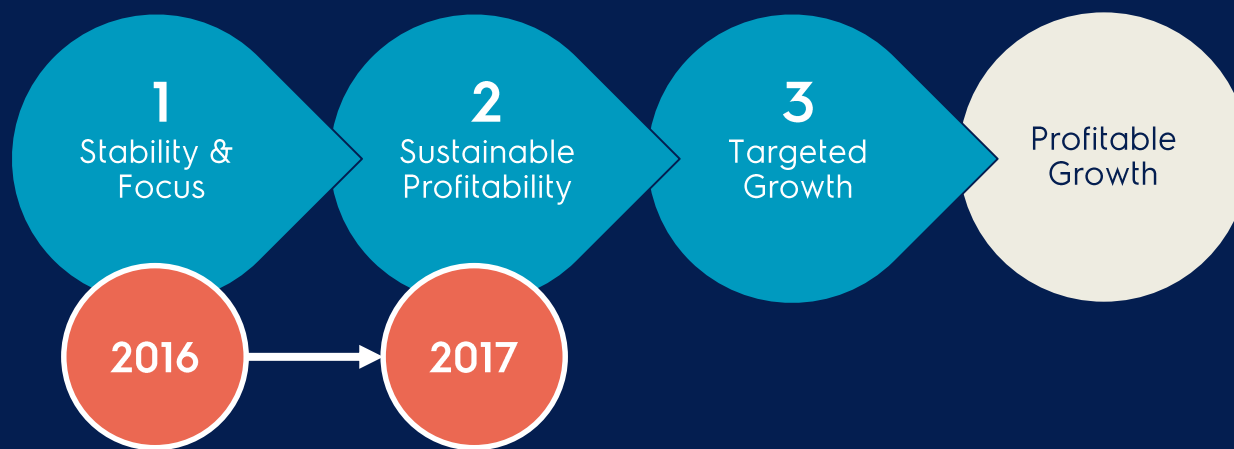 1
Stability &
Focus
2
Sustainable
Profitability
3
Targeted
Growth
Profitable
Growth
2016
2017